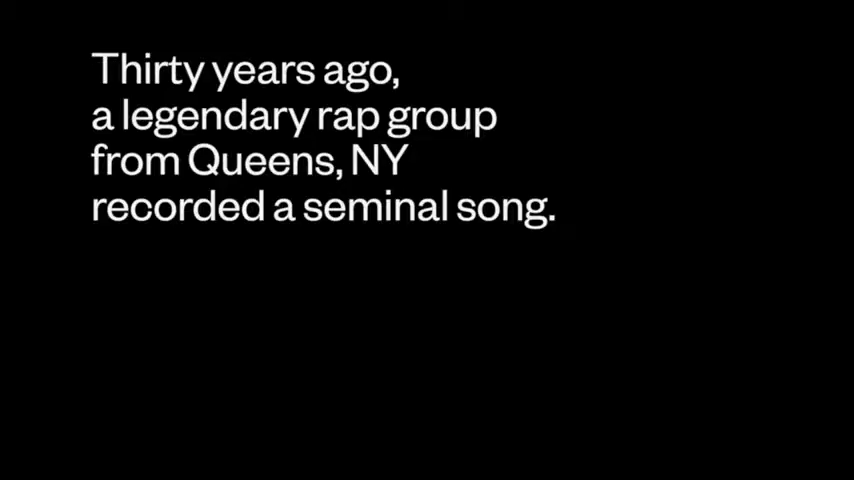 Thirty years ago,
a legendary rap group
from Queens, NY
recorded a seminal song.